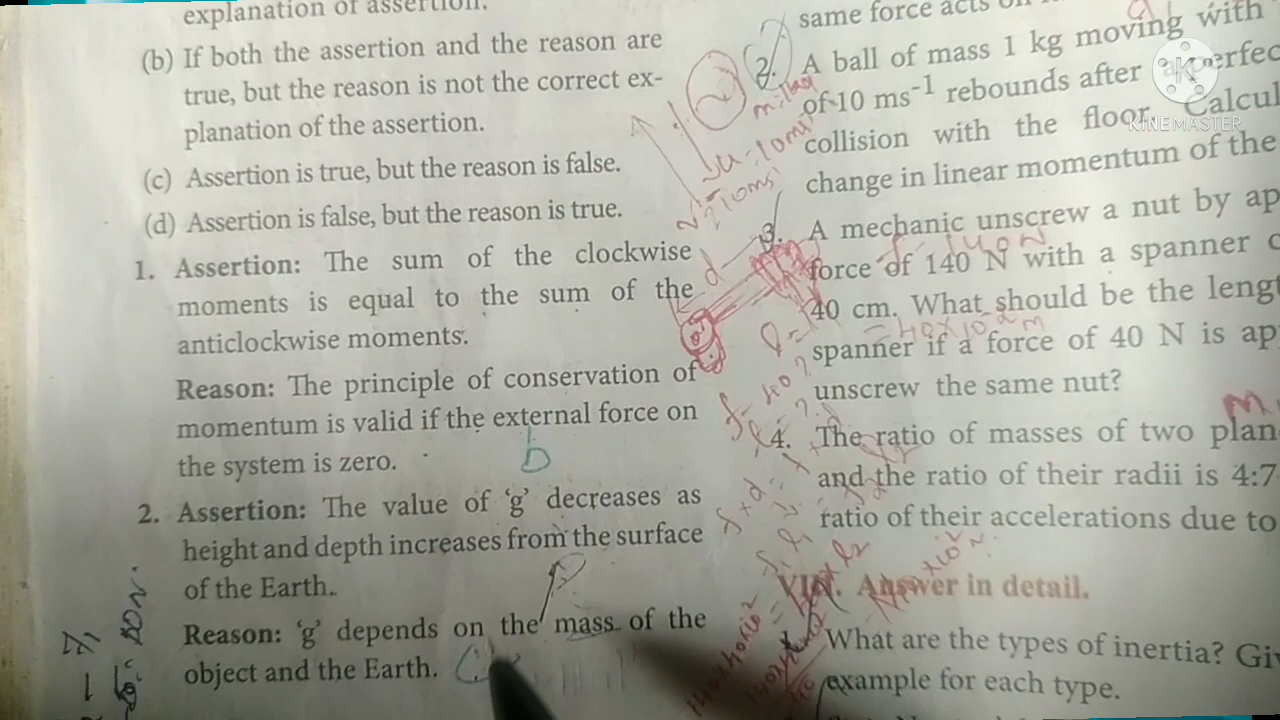 explanation of assertion.
(b) If both the assertion and the reason are
true, but the reason is not the correct ex-
planation of the assertion.
(c) Assertion is true, but the reason is false.
(d) Assertion is false, but the reason is true.
1. Assertion: The sum of the clockwise
moments is equal to the sum of the
anticlockwise moments.
Reason: The principle of conservation of
momentum is valid if the external force on
the system is zero.
b
2. Assertion: The value of 'g' decreases as
height and depth increases from the surface
of the Earth.
Reason: 'g' depends on the mass of the
object and the Earth.
same force acts on
2. A ball of mass 1 kg moving with
of 10 ms⁻¹ rebounds after a perfec
collision with the floor. Calcul
change in linear momentum of the
3. A mechanic unscrew a nut by ap
force of 140 N with a spanner
40 cm. What should be the lengt
spanner if a force of 40 N is ap
unscrew the same nut?
4. The ratio of masses of two plan
and the ratio of their radii is 4:7
ratio of their accelerations due to
Answer in detail.
What are the types of inertia? Gi
example for each type.
K
KINEMASTER